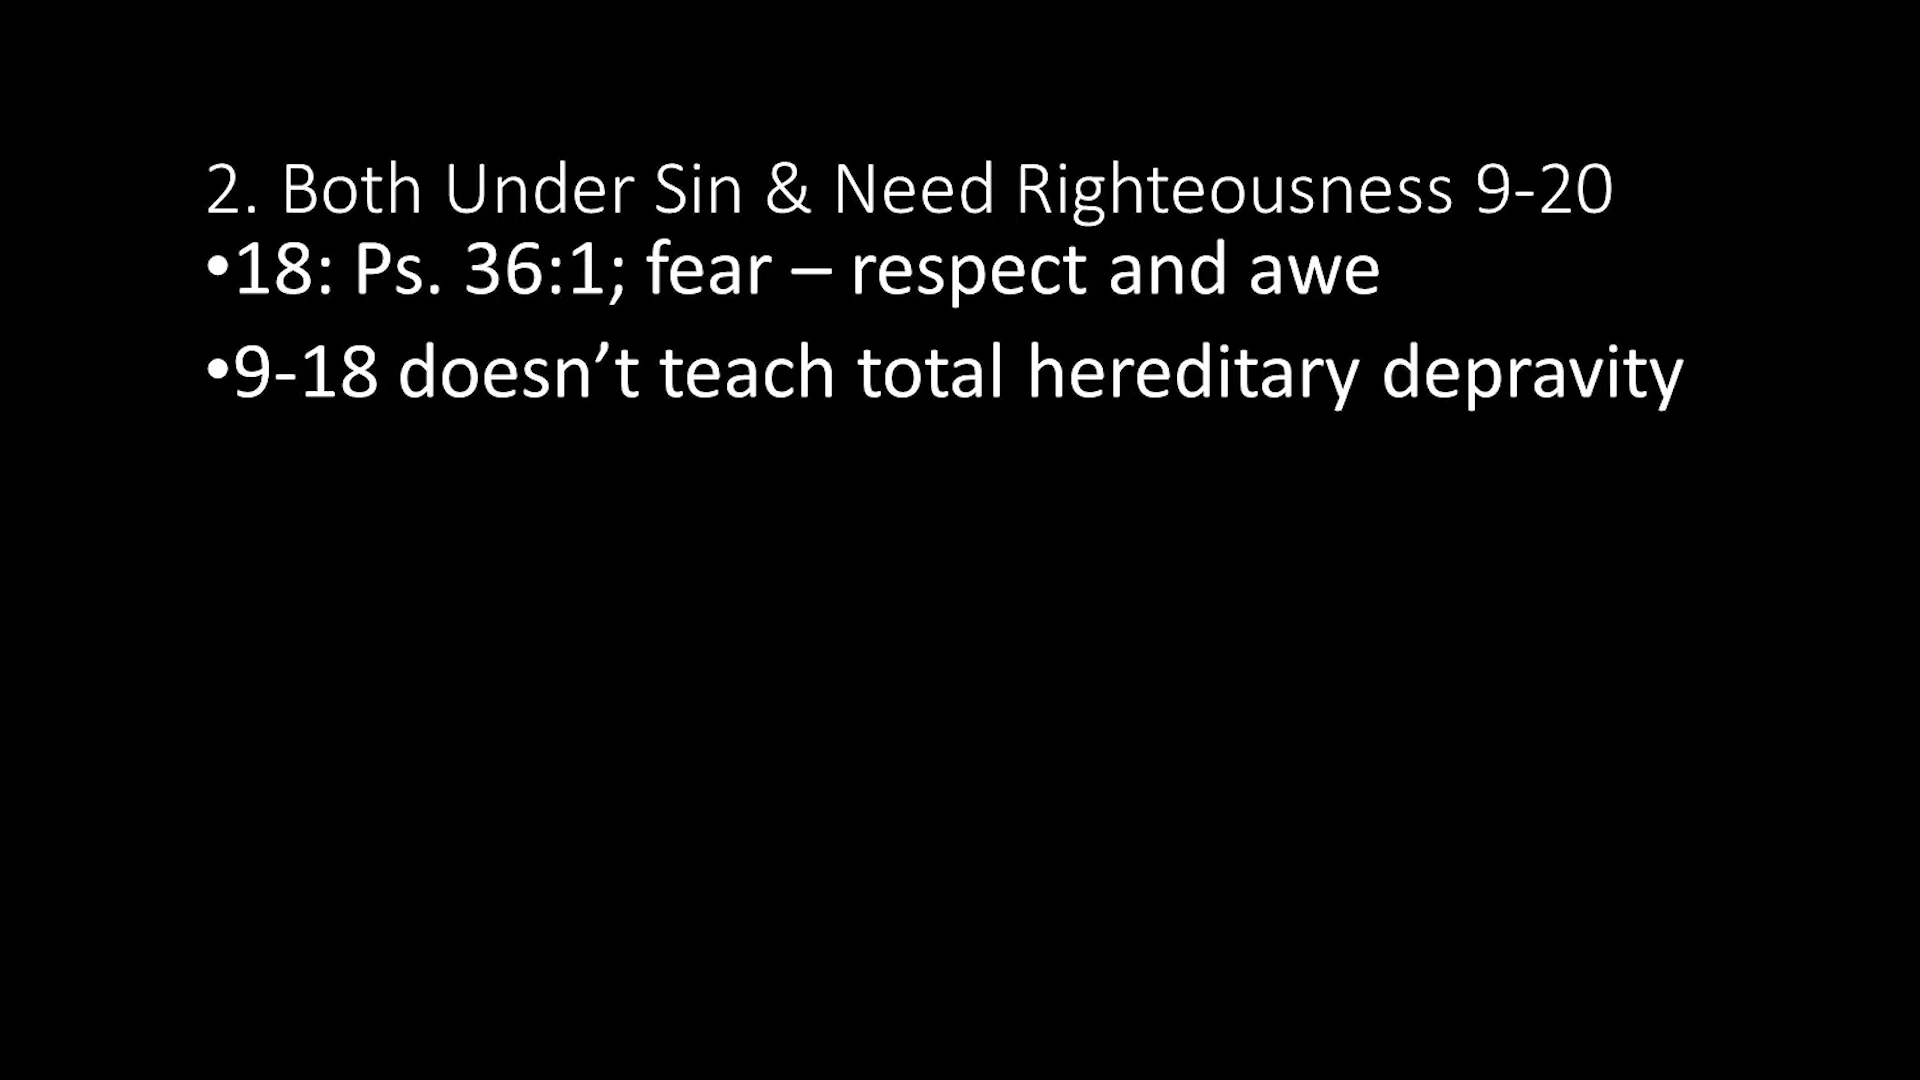 2. Both Under Sin & Need Righteousness 9-20
•18: Ps. 36:1; fear – respect and awe
•9-18 doesn’t teach total hereditary depravity